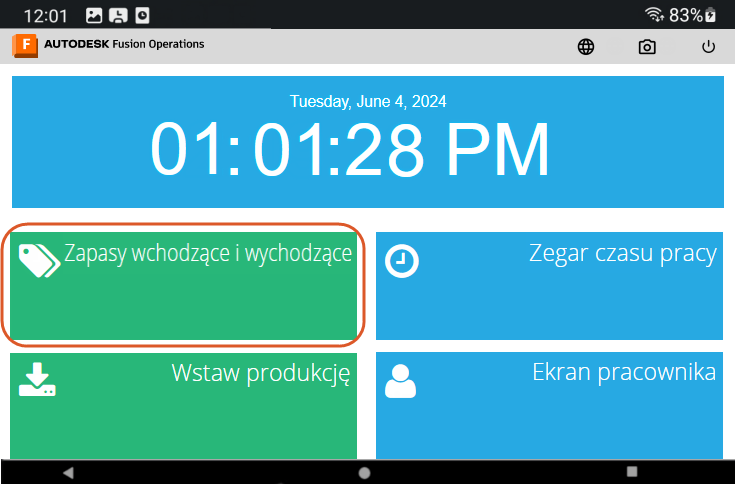 12:01
83%
F AUTODESK Fusion Operations
Tuesday, June 4, 2024
01:01:28 PM
Zapasy wchodzące i wychodzące
Zegar czasu pracy
Wstaw produkcję
Ekran pracownika